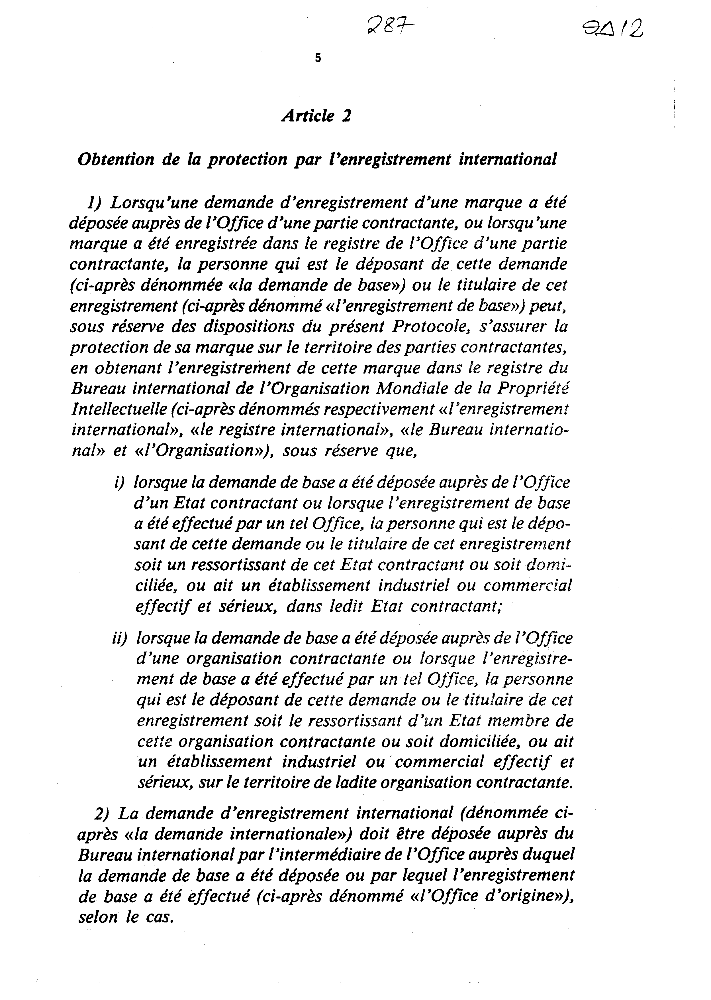 287
ΘΔ12
5
Article 2
Obtention de la protection par l'enregistrement international
1) Lorsqu'une demande d'enregistrement d'une marque a été
déposée auprès de l'Office d'une partie contractante, ou lorsqu'une
marque a été enregistrée dans le registre de l'Office d'une partie
contractante, la personne qui est le déposant de cette demande
(ci-après dénommée «la demande de base») ou le titulaire de cet
enregistrement (ci-après dénommé «l'enregistrement de base») peut,
sous réserve des dispositions du présent Protocole, s'assurer la
protection de sa marque sur le territoire des parties contractantes,
en obtenant l'enregistrement de cette marque dans le registre du
Bureau international de l'Organisation Mondiale de la Propriété
Intellectuelle (ci-après dénommés respectivement «l'enregistrement
international», «le registre international», «le Bureau internatio-
nal» et «l'Organisation»), sous réserve que,
i) lorsque la demande de base a été déposée auprès de l'Office
d'un Etat contractant ou lorsque l'enregistrement de base
a été effectué par un tel Office, la personne qui est le dépo-
sant de cette demande ou le titulaire de cet enregistrement
soit un ressortissant de cet Etat contractant ou soit domi-
ciliée, ou ait un établissement industriel ou commercial
effectif et sérieux, dans ledit Etat contractant;
ii) lorsque la demande de base a été déposée auprès de l'Office
d'une organisation contractante ou lorsque l'enregistre-
ment de base a été effectué par un tel Office, la personne
qui est le déposant de cette demande ou le titulaire de cet
enregistrement soit le ressortissant d'un Etat membre de
cette organisation contractante ou soit domiciliée, ou ait
un établissement industriel ou commercial effectif et
sérieux, sur le territoire de ladite organisation contractante.
2) La demande d'enregistrement international (dénommée ci-
après «la demande internationale») doit être déposée auprès du
Bureau international par l'intermédiaire de l'Office auprès duquel
la demande de base a été déposée ou par lequel l'enregistrement
de base a été effectué (ci-après dénommé «l'Office d'origine»),
selon le cas.